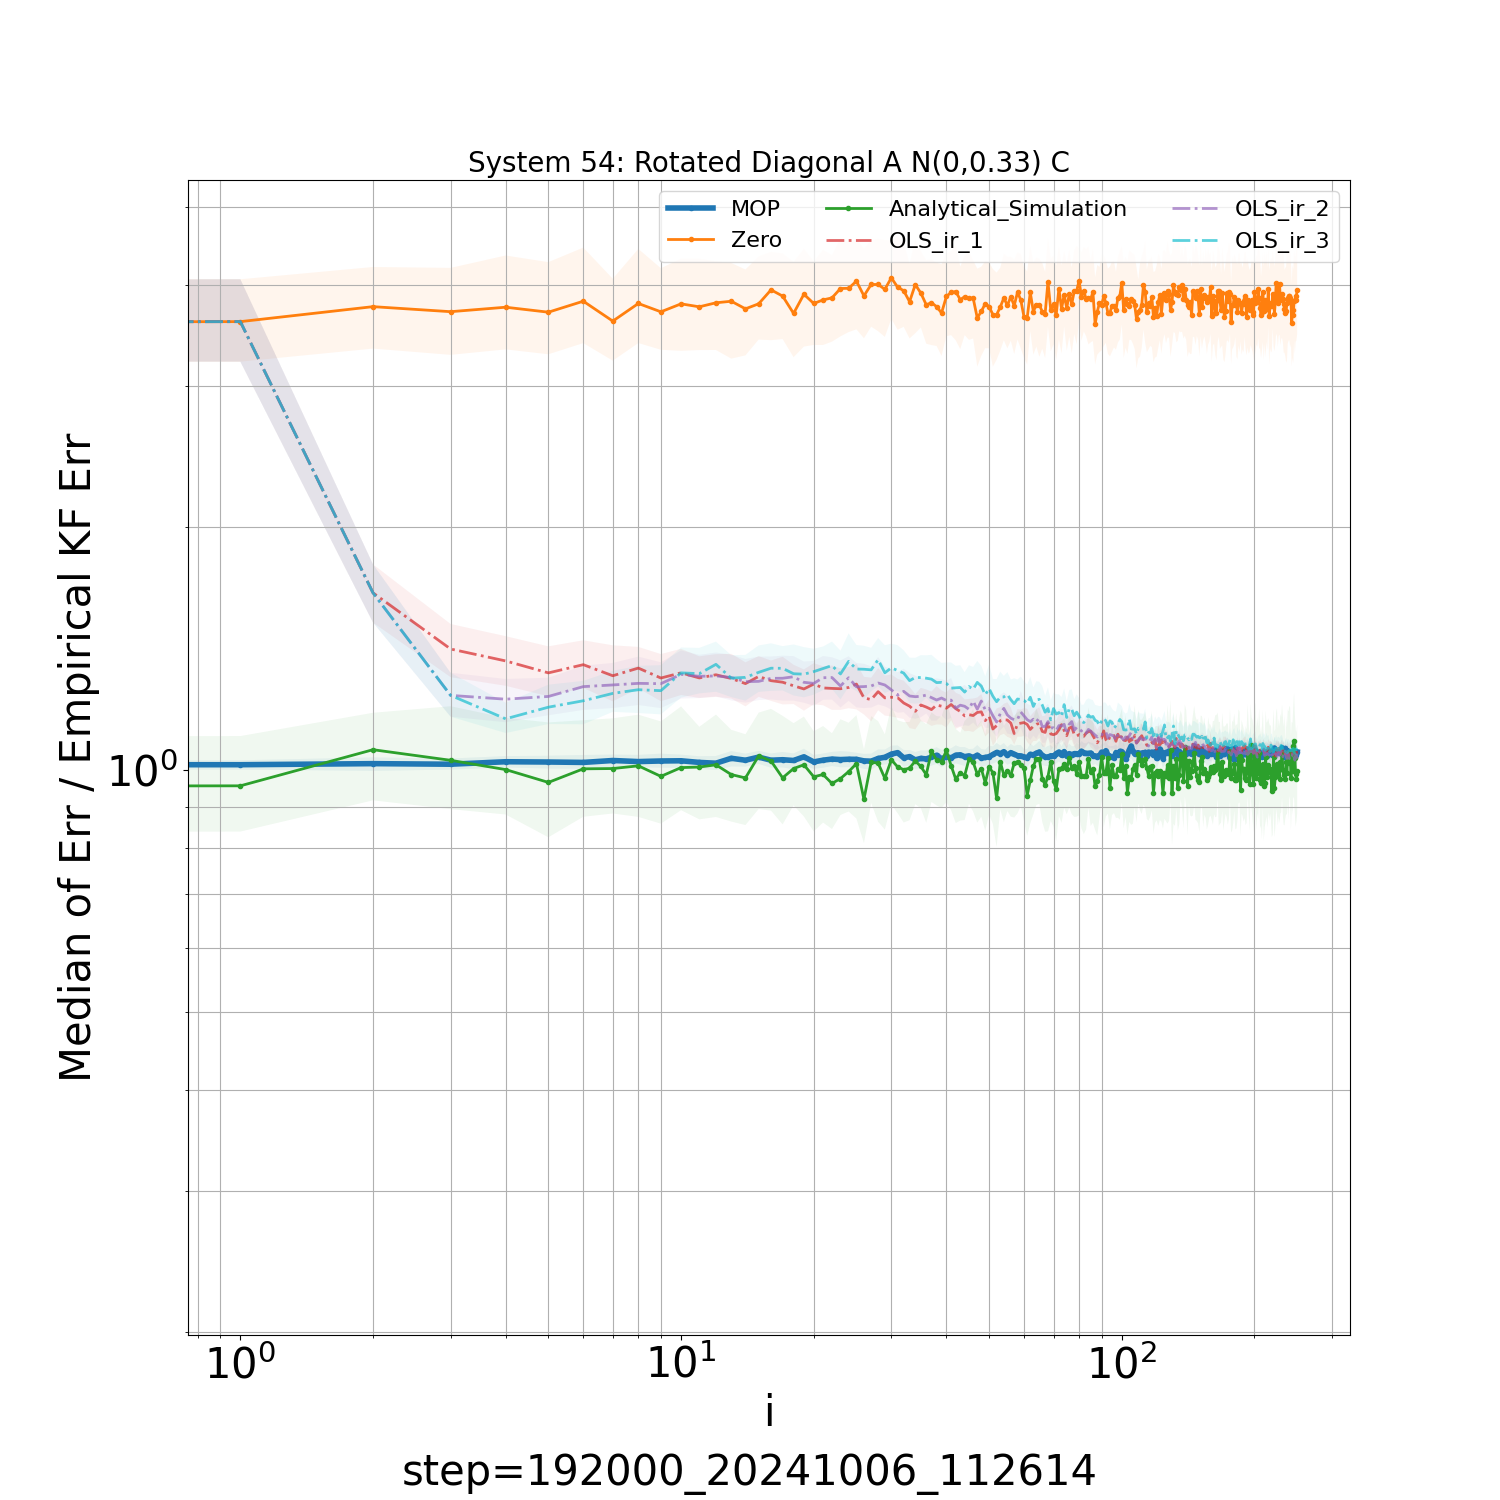 System 54: Rotated Diagonal A N(0,0.33) C
MOP
Zero
Analytical_Simulation
OLS_ir_1
OLS_ir_2
OLS_ir_3
Median of Err / Empirical KF Err
10⁰
10⁰ 10¹ 10²
i
step=192000_20241006_112614